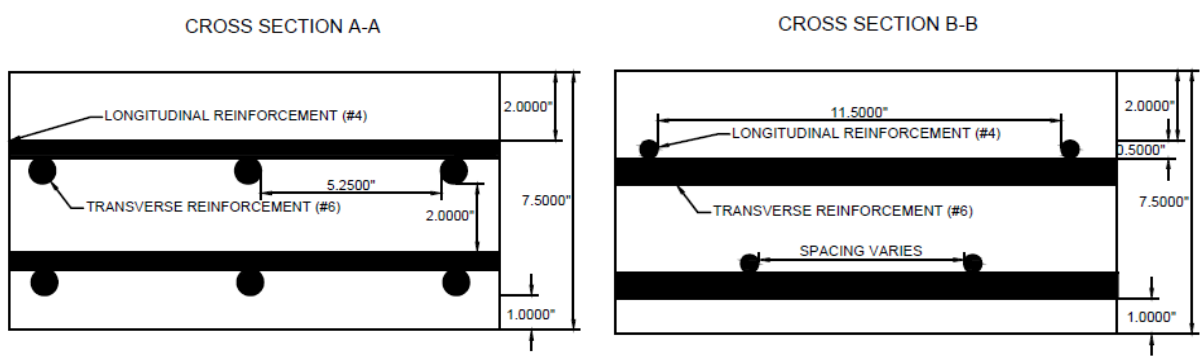 CROSS SECTION A-A
2.0000"
LONGITUDINAL REINFORCEMENT (#4)
5.2500"
TRANSVERSE REINFORCEMENT (#6)
2.0000"
7.5000"
1.0000"
CROSS SECTION B-B
2.0000"
11.5000"
LONGITUDINAL REINFORCEMENT (#4)
0.5000"
7.5000"
TRANSVERSE REINFORCEMENT (#6)
SPACING VARIES
1.0000"